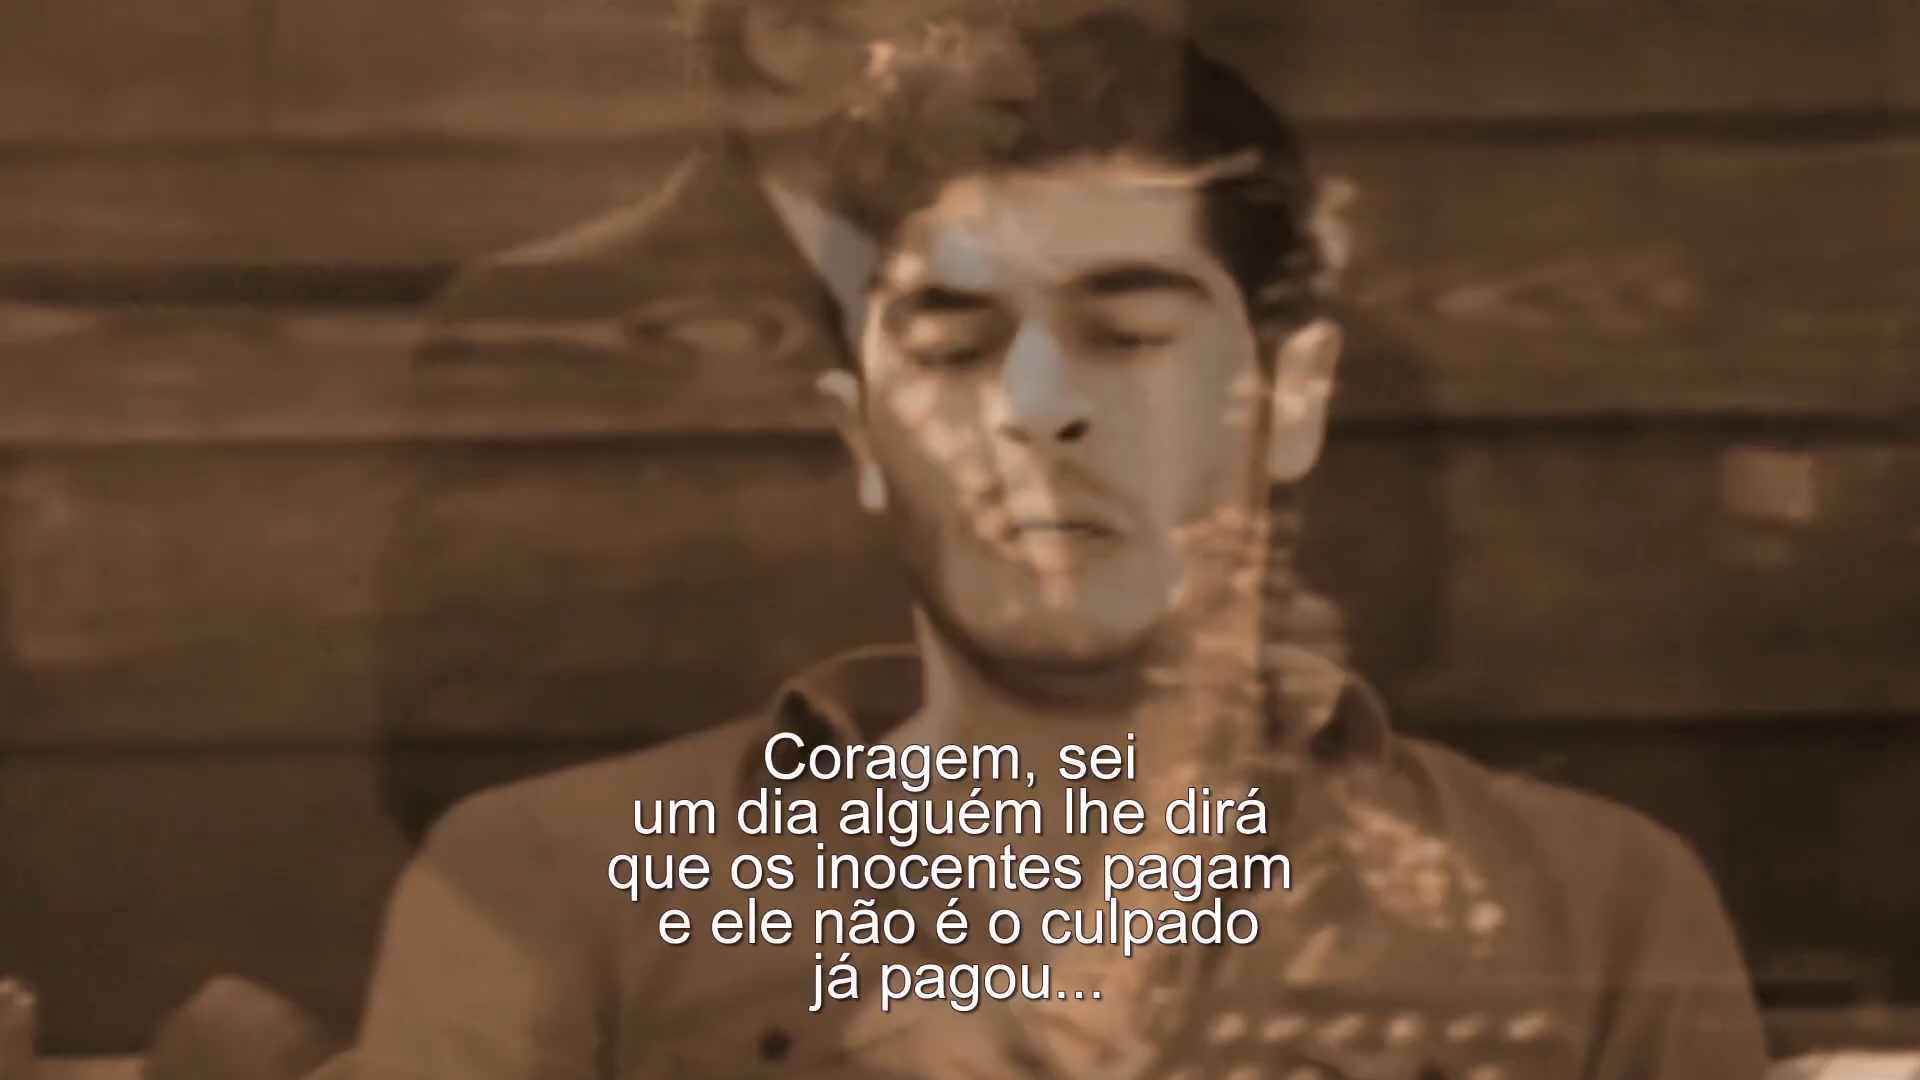 Coragem, sei
um dia alguém lhe dirá
que os inocentes pagam
e ele não é o culpado
já pagou...